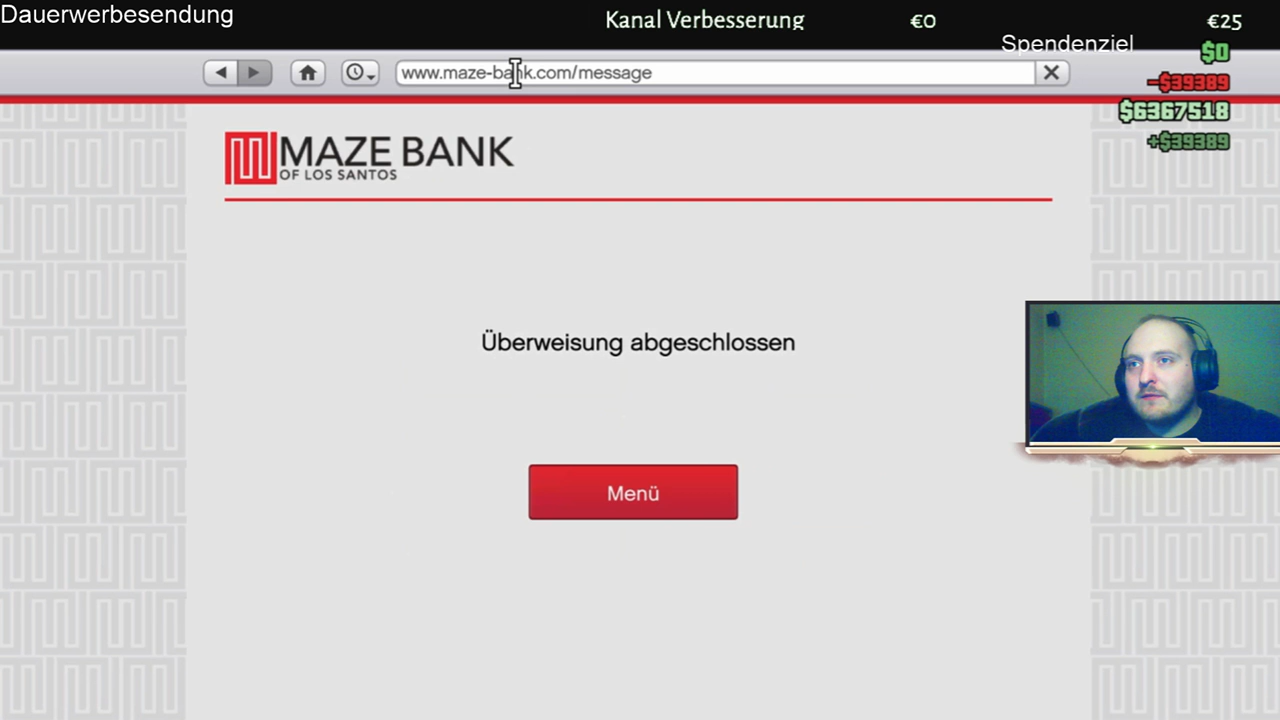 Dauerwerbesendung
Kanal Verbesserung €0 €25
Spendenziel
$0
-$39389
$6367518
+$39389
www.maze-bank.com/message
MAZE BANK
OF LOS SANTOS
Überweisung abgeschlossen
Menü